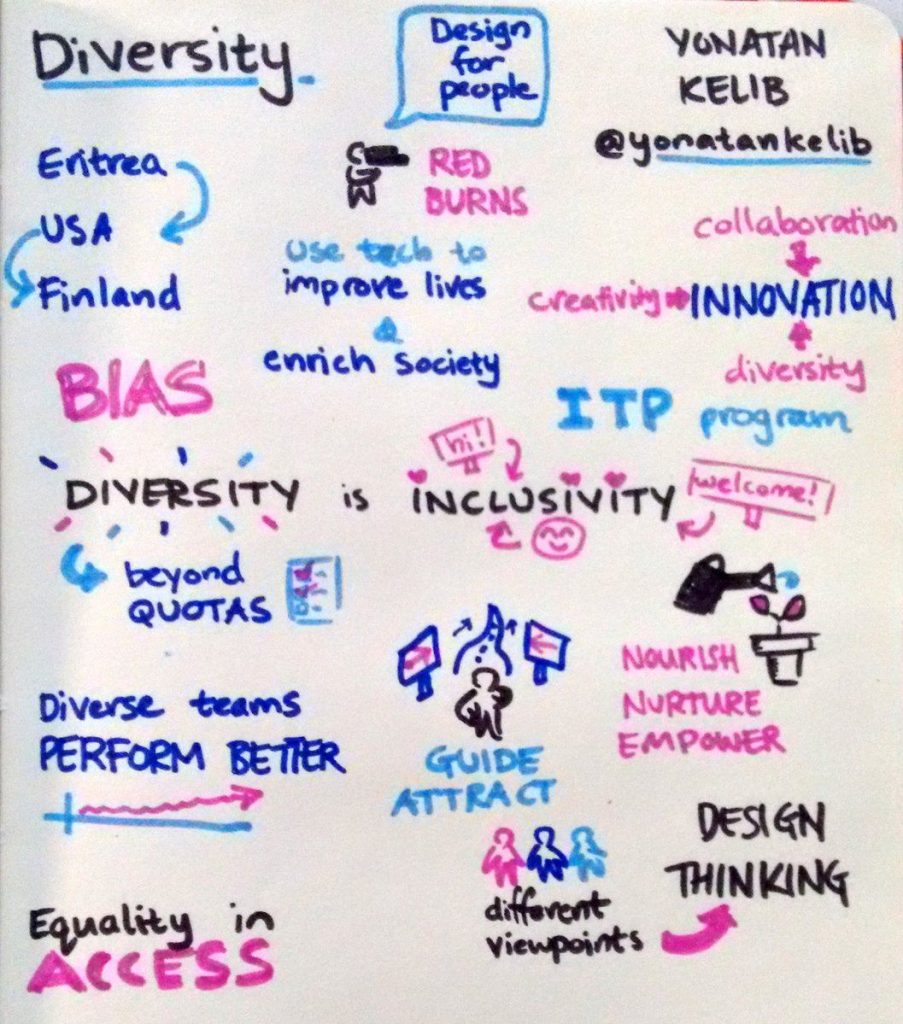 Diversity
Design
for
people
YONATAN
KELIB
@yonatankelib
Eritrea
USA
Finland
RED
BURNS
use tech to
improve lives
&
enrich society
collaboration
creativity
INNOVATION
diversity
BIAS
ITP program
hi!
DIVERSITY is INCLUSIVITY
welcome!
beyond
QUOTAS
NOURISH
NURTURE
EMPOWER
Diverse teams
PERFORM BETTER
GUIDE
ATTRACT
DESIGN
THINKING
different
viewpoints
Equality in
ACCESS